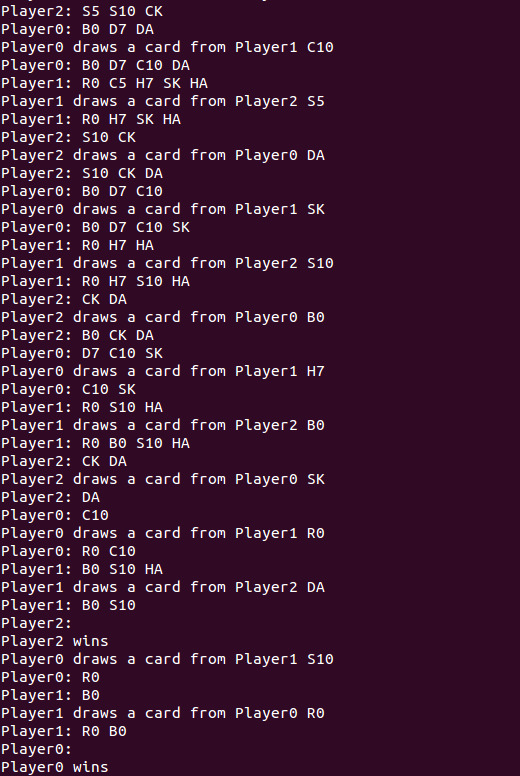 Player2: S5 S10 CK
Player0: B0 D7 DA
Player0 draws a card from Player1 C10
Player0: B0 D7 C10 DA
Player1: R0 C5 H7 SK HA
Player1 draws a card from Player2 S5
Player1: R0 H7 SK HA
Player2: S10 CK
Player2 draws a card from Player0 DA
Player2: S10 CK DA
Player0: B0 D7 C10
Player0 draws a card from Player1 SK
Player0: B0 D7 C10 SK
Player1: R0 H7 HA
Player1 draws a card from Player2 S10
Player1: R0 H7 S10 HA
Player2: CK DA
Player2 draws a card from Player0 B0
Player2: B0 CK DA
Player0: D7 C10 SK
Player0 draws a card from Player1 H7
Player0: C10 SK
Player1: R0 S10 HA
Player1 draws a card from Player2 B0
Player1: R0 B0 S10 HA
Player2: CK DA
Player2 draws a card from Player0 SK
Player2: DA
Player0: C10
Player0 draws a card from Player1 R0
Player0: R0 C10
Player1: B0 S10 HA
Player1 draws a card from Player2 DA
Player1: B0 S10
Player2:
Player2 wins
Player0 draws a card from Player1 S10
Player0: R0
Player1: B0
Player1 draws a card from Player0 R0
Player1: R0 B0
Player0:
Player0 wins